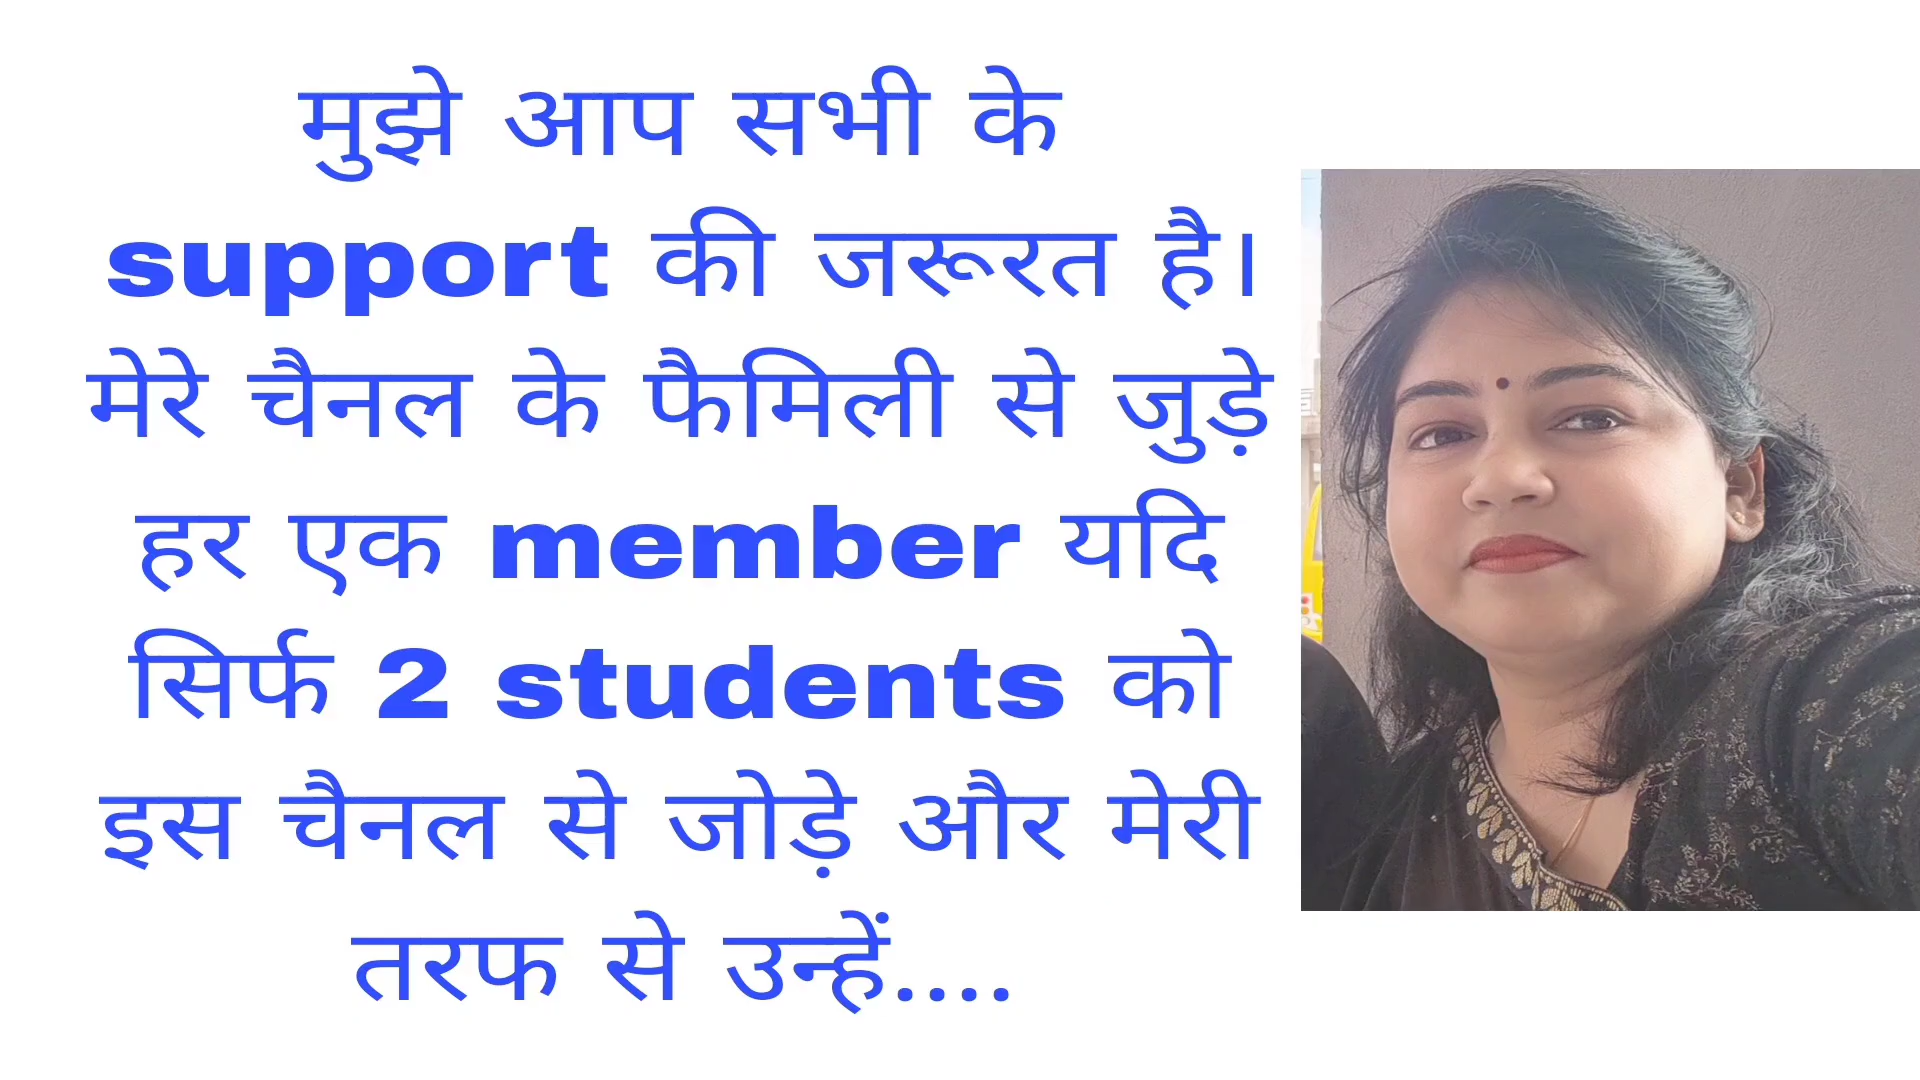 मुझे आप सभी के
support की जरूरत है।
मेरे चैनल के फैमिली से जुड़े
हर एक member यदि
सिर्फ 2 students को
इस चैनल से जोड़े और मेरी
तरफ से उन्हें....